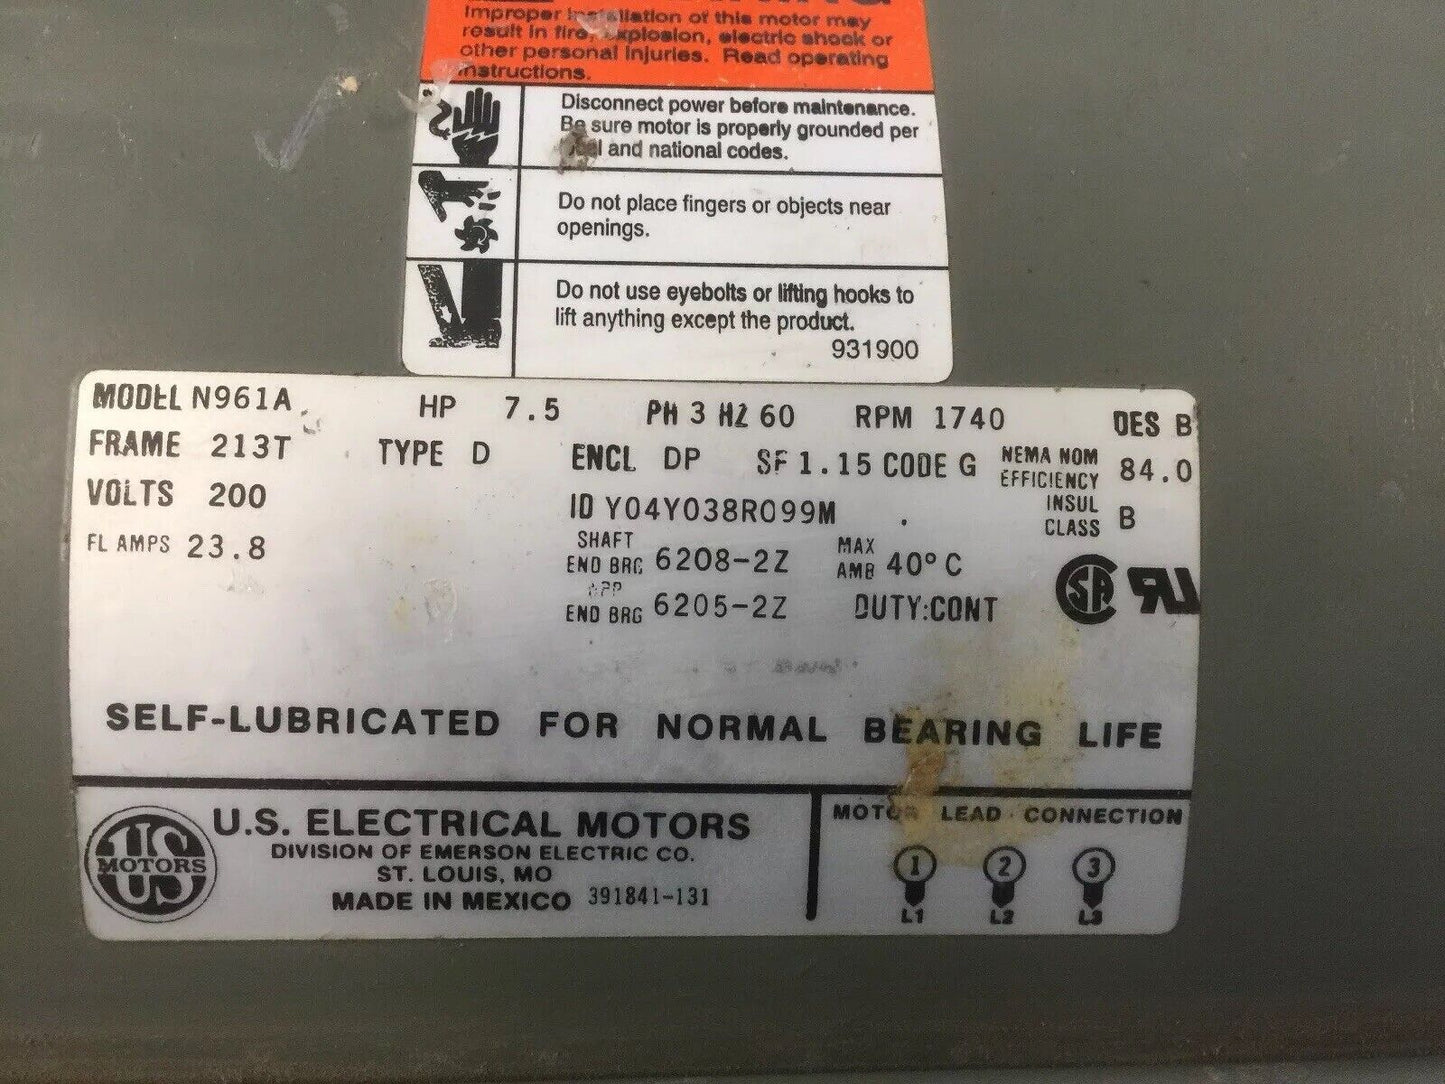 Improper installation of this motor may
result in fire, explosion, electric shock or
other personal injuries. Read operating
instructions.
Disconnect power before maintenance.
Be sure motor is properly grounded per
local and national codes.
Do not place fingers or objects near
openings.
Do not use eyebolts or lifting hooks to
lift anything except the product.
931900
MODEL N961A HP 7.5 PH 3 HZ 60 RPM 1740 DES B
FRAME 213T TYPE D ENCL DP SF 1.15 CODE G NEMA NOM EFFICIENCY 84.0
VOLTS 200 ID Y04Y038R099M INSUL CLASS B
FL AMPS 23.8 SHAFT END BRG 6208-2Z MAX AMB 40° C
OPP END BRG 6205-2Z DUTY:CONT
SELF-LUBRICATED FOR NORMAL BEARING LIFE
US MOTORS
U.S. ELECTRICAL MOTORS
DIVISION OF EMERSON ELECTRIC CO.
ST. LOUIS, MO
MADE IN MEXICO 391841-131
MOTOR LEAD CONNECTION
1 2 3
L1 L2 L3